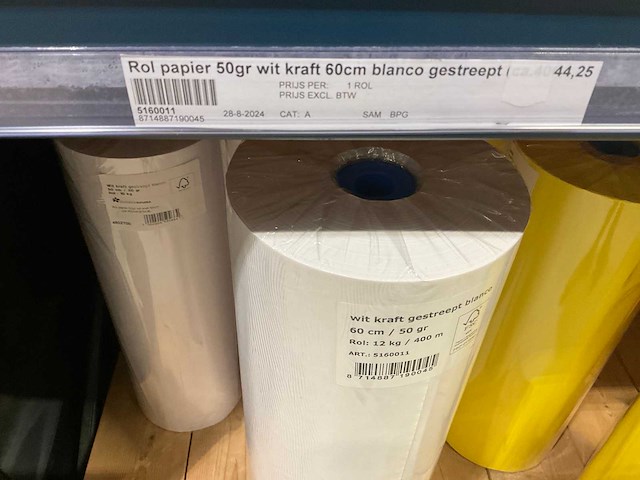 Rol papier 50gr wit kraft 60cm blanco gestreept 44,25
PRIJS PER: 1 ROL
PRIJS EXCL. BTW
5160011
8714887190045
28-8-2024 CAT: A SAM BPG
wit kraft gestreept blanco
60 cm / 50 gr
Rol: 12 kg / 400 m
ART.: 5160011
8 714887 190045
FSC